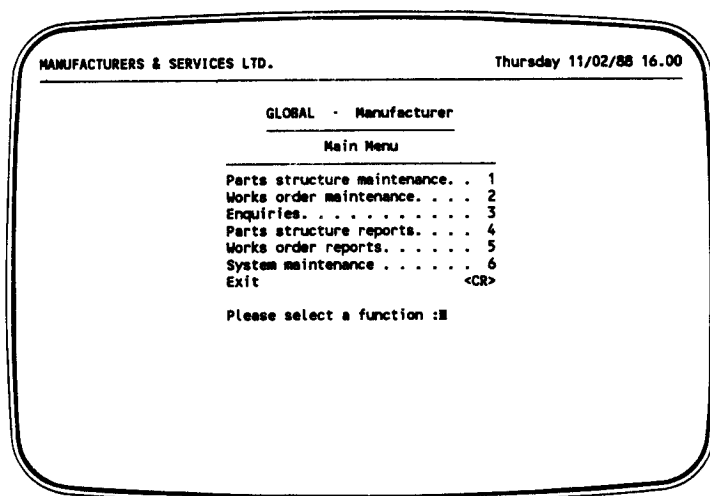 MANUFACTURERS & SERVICES LTD. Thursday 11/02/88 16.00
GLOBAL - Manufacturer
Main Menu
Parts structure maintenance. . 1
Works order maintenance. . . . 2
Enquiries. . . . . . . . . . . 3
Parts structure reports. . . . 4
Works order reports. . . . . . 5
System maintenance . . . . . . 6
Exit <CR>
Please select a function :